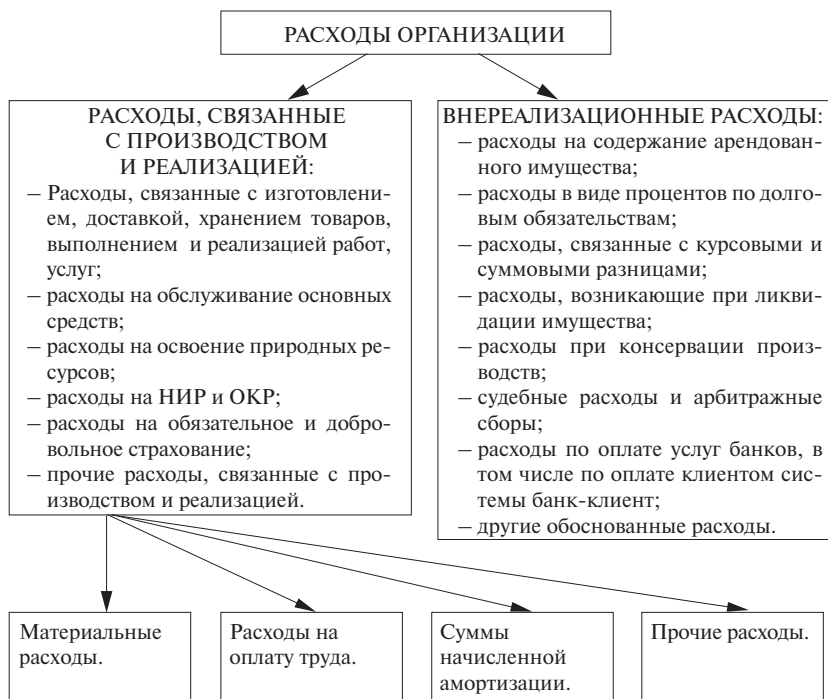 РАСХОДЫ ОРГАНИЗАЦИИ
РАСХОДЫ, СВЯЗАННЫЕ
С ПРОИЗВОДСТВОМ
И РЕАЛИЗАЦИЕЙ:
– Расходы, связанные с изготовлени-
ем, доставкой, хранением товаров,
выполнением и реализацией работ,
услуг;
– расходы на обслуживание основных
средств;
– расходы на освоение природных ре-
сурсов;
– расходы на НИР и ОКР;
– расходы на обязательное и добро-
вольное страхование;
– прочие расходы, связанные с про-
изводством и реализацией.
ВНЕРЕАЛИЗАЦИОННЫЕ РАСХОДЫ:
– расходы на содержание арендован-
ного имущества;
– расходы в виде процентов по долго-
вым обязательствам;
– расходы, связанные с курсовыми и
суммовыми разницами;
– расходы, возникающие при ликви-
дации имущества;
– расходы при консервации произ-
водств;
– судебные расходы и арбитражные
сборы;
– расходы по оплате услуг банков, в
том числе по оплате клиентом сис-
темы банк-клиент;
– другие обоснованные расходы.
Материальные
расходы.
Расходы на
оплату труда.
Суммы
начисленной
амортизации.
Прочие расходы.